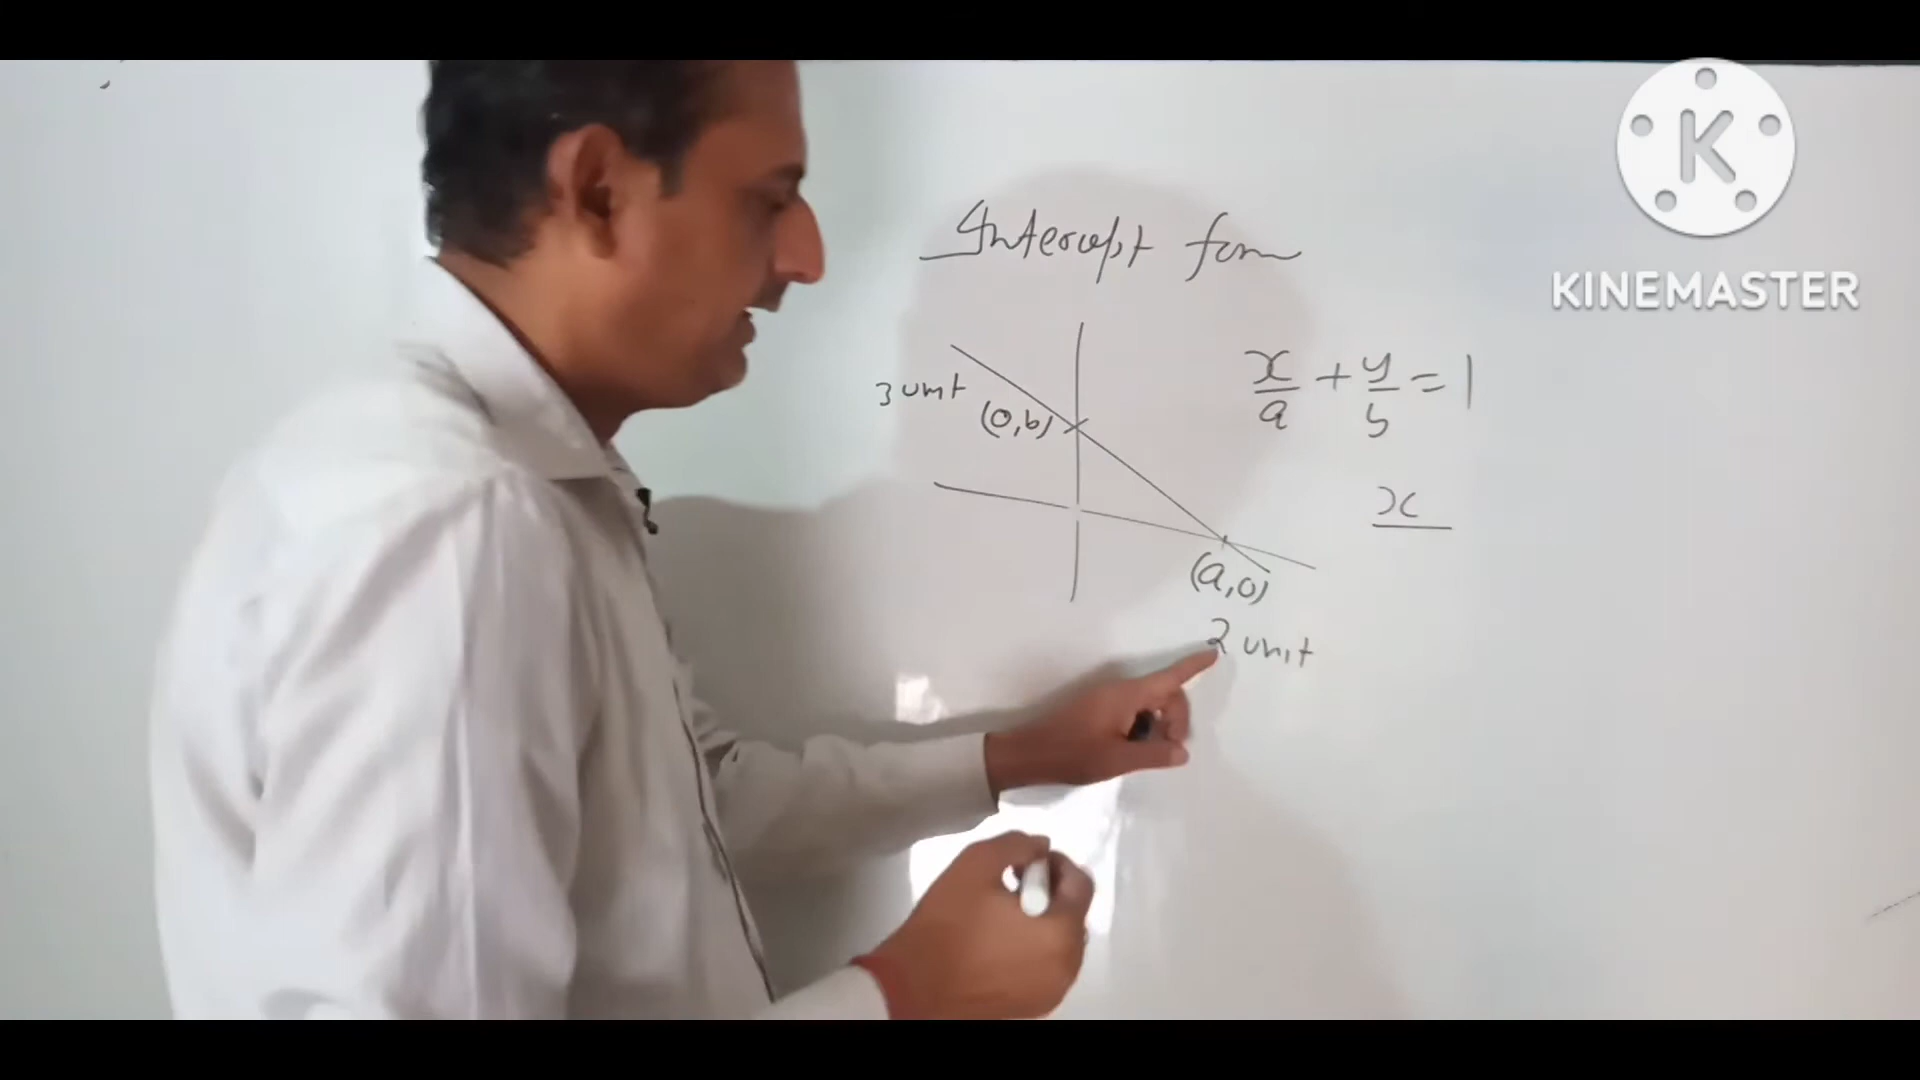 Intercept form
3 unit
(0,b)
x/a + y/b = 1
x
(a,0)
2 unit
K
KINEMASTER